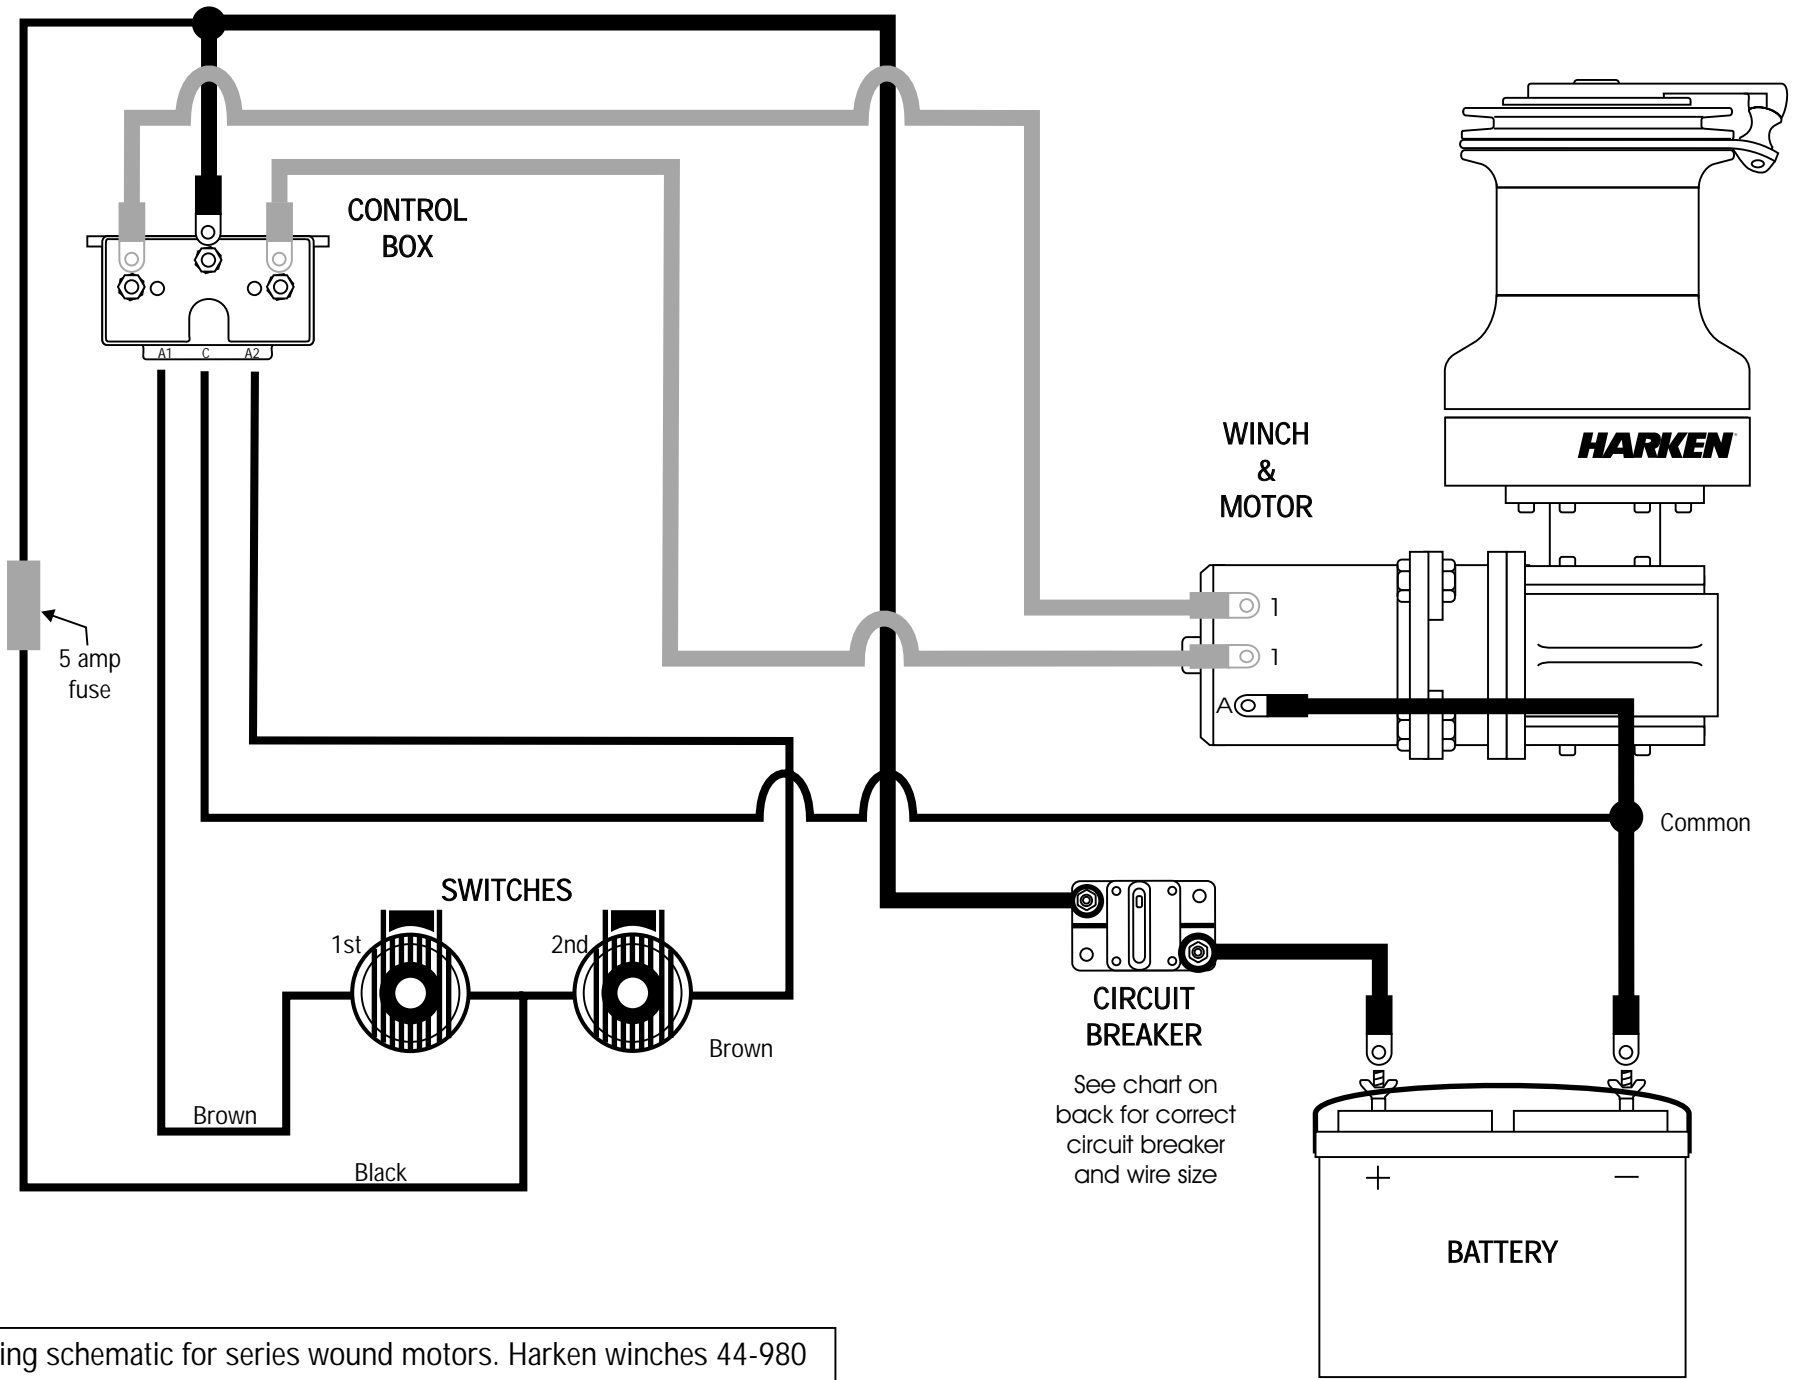 CONTROL
BOX
A1 C A2
WINCH
&
MOTOR
HARKEN
1
1
A
5 amp
fuse
Common
SWITCHES
1st
2nd
Brown
Brown
Black
CIRCUIT
BREAKER
See chart on
back for correct
circuit breaker
and wire size
+ −
BATTERY
ing schematic for series wound motors. Harken winches 44-980